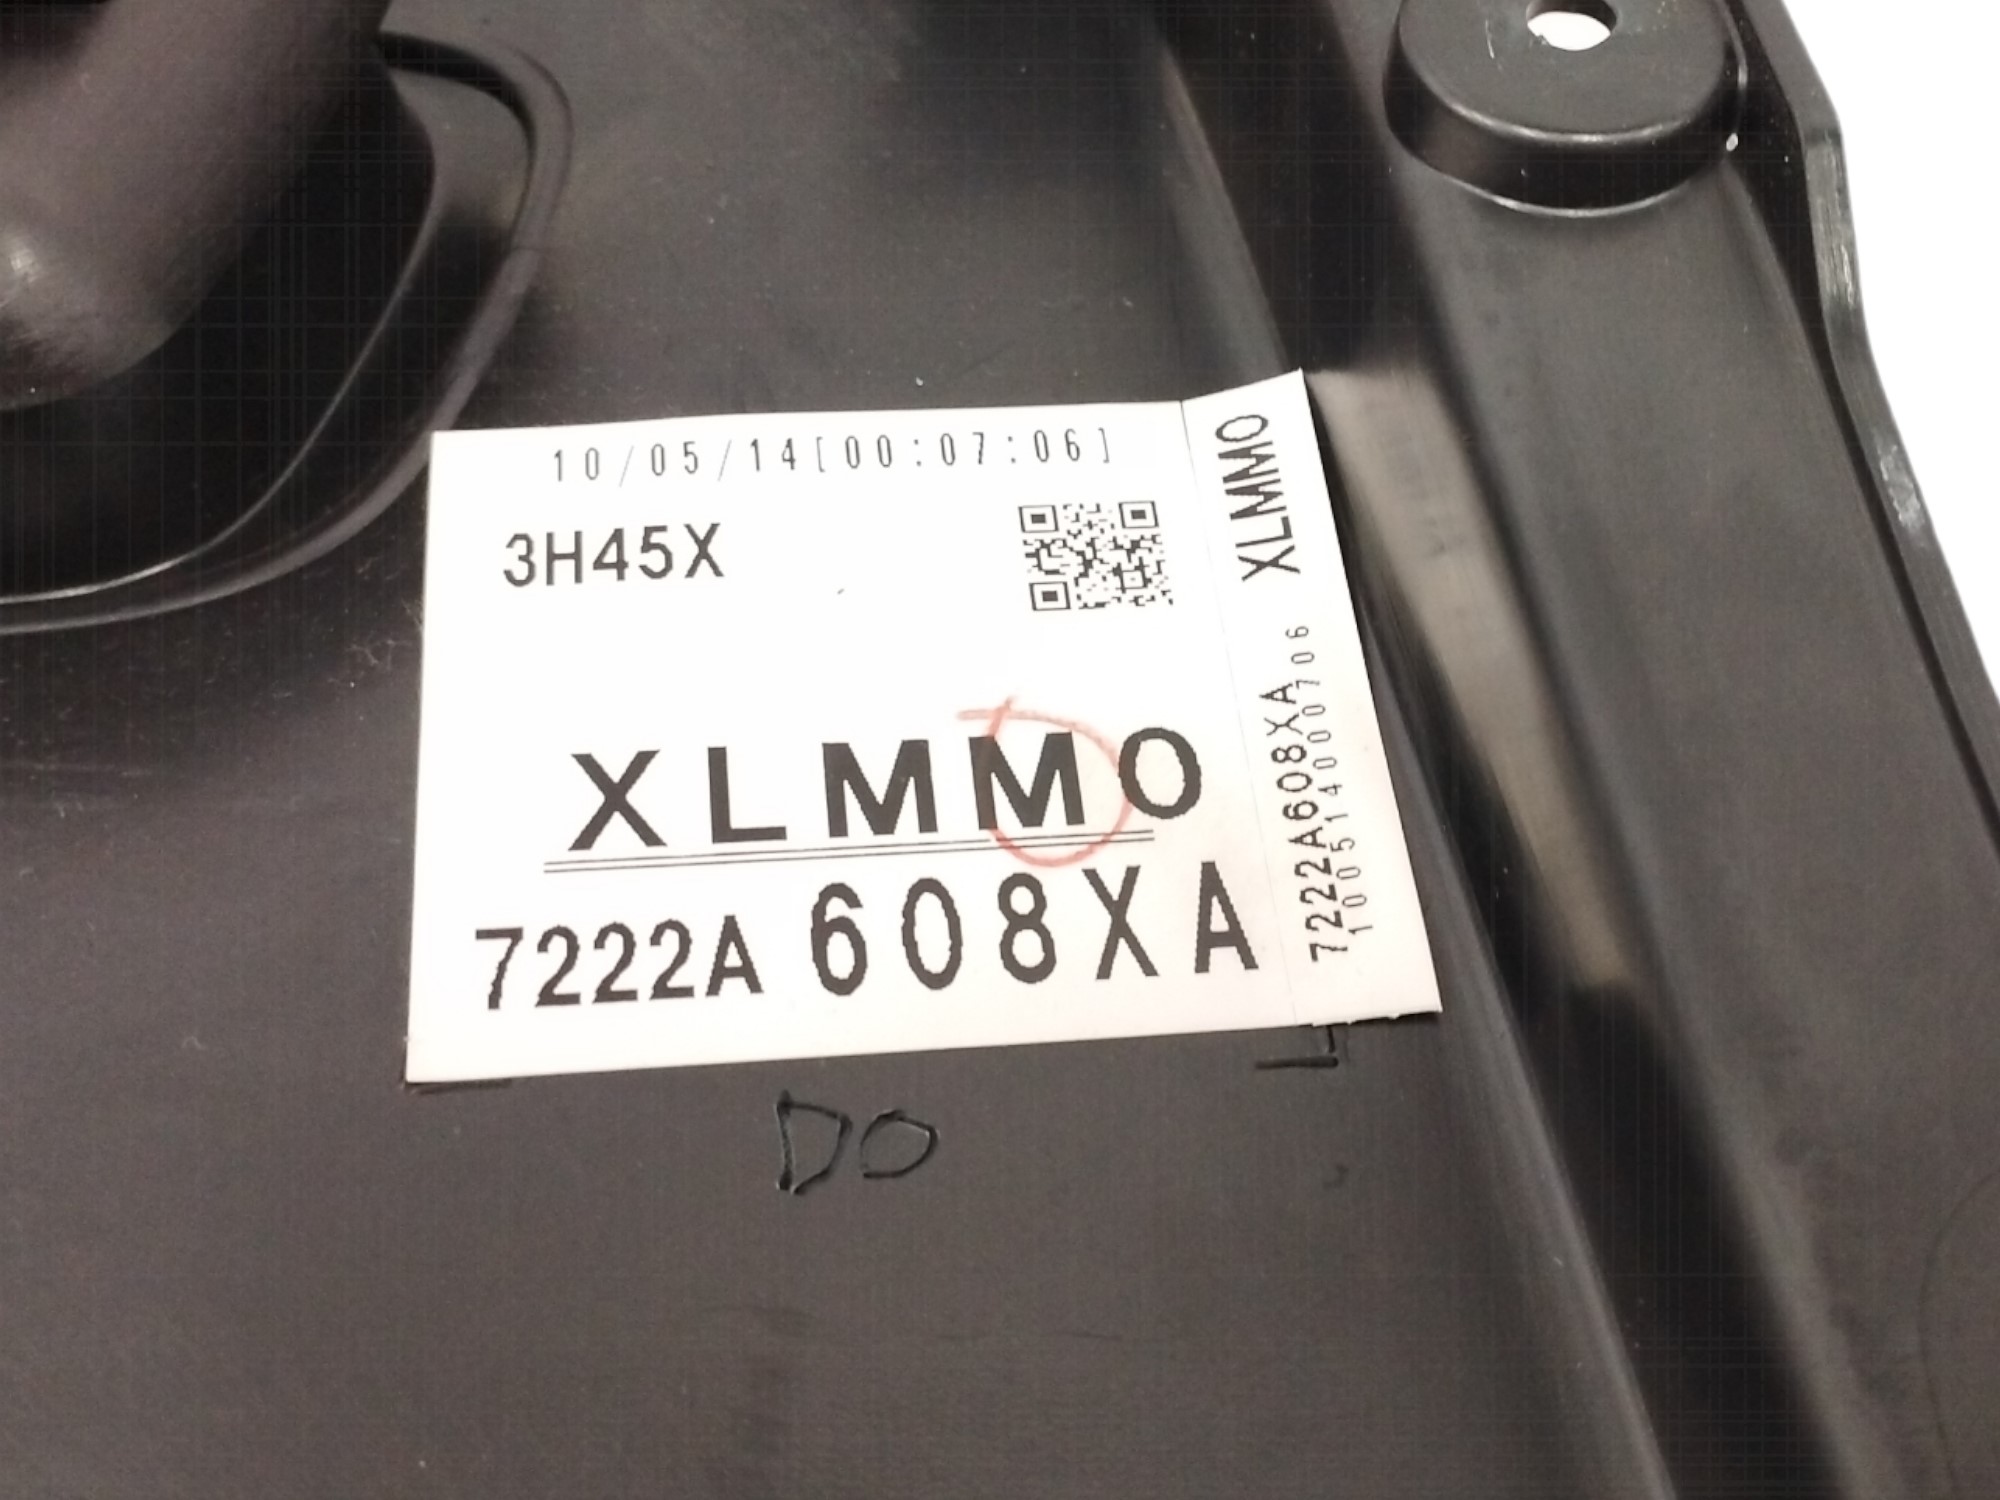 10/05/14[00:07:06]
3H45X
XLMMO
7222A 608XA
XLMMO
7222A608XA
100514000706
DO